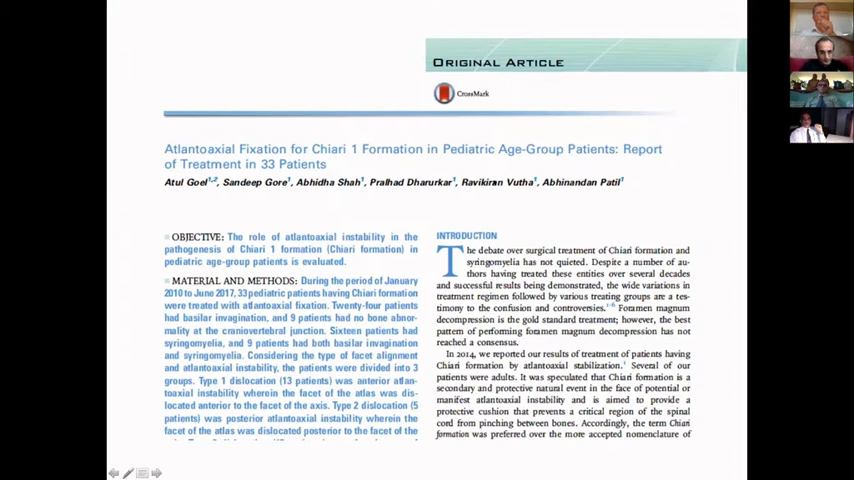 ORIGINAL ARTICLE
CrossMark
Atlantoaxial Fixation for Chiari 1 Formation in Pediatric Age-Group Patients: Report
of Treatment in 33 Patients
Atul Goel1,2, Sandeep Gore1, Abhidha Shah1, Pralhad Dharurkar1, Ravikiran Vutha1, Abhinandan Patil1
OBJECTIVE: The role of atlantoaxial instability in the
pathogenesis of Chiari 1 formation (Chiari formation) in
pediatric age-group patients is evaluated.
MATERIAL AND METHODS: During the period of January
2010 to June 2017, 33 pediatric patients having Chiari formation
were treated with atlantoaxial fixation. Twenty-four patients
had basilar invagination, and 9 patients had no bone abnor-
mality at the craniovertebral junction. Sixteen patients had
syringomyelia, and 9 patients had both basilar invagination
and syringomyelia. Considering the type of facet alignment
and atlantoaxial instability, the patients were divided into 3
groups. Type 1 dislocation (13 patients) was anterior atlan-
toaxial instability wherein the facet of the atlas was dis-
located anterior to the facet of the axis. Type 2 dislocation (5
patients) was posterior atlantoaxial instability wherein the
facet of the atlas was dislocated posterior to the facet of the
INTRODUCTION
The debate over surgical treatment of Chiari formation and
syringomyelia has not quieted. Despite a number of au-
thors having treated these entities over several decades
and successful results being demonstrated, the wide variations in
treatment regimen followed by various treating groups are a tes-
timony to the confusion and controversies.1-6 Foramen magnum
decompression is the gold standard treatment; however, the best
pattern of performing foramen magnum decompression has not
reached a consensus.
In 2014, we reported our results of treatment of patients having
Chiari formation by atlantoaxial stabilization. Several of our
patients were adults. It was speculated that Chiari formation is a
secondary and protective natural event in the face of potential or
manifest atlantoaxial instability and is aimed to provide a
protective cushion that prevents a critical region of the spinal
cord from pinching between bones. Accordingly, the term Chiari
formation was preferred over the more accepted nomenclature of